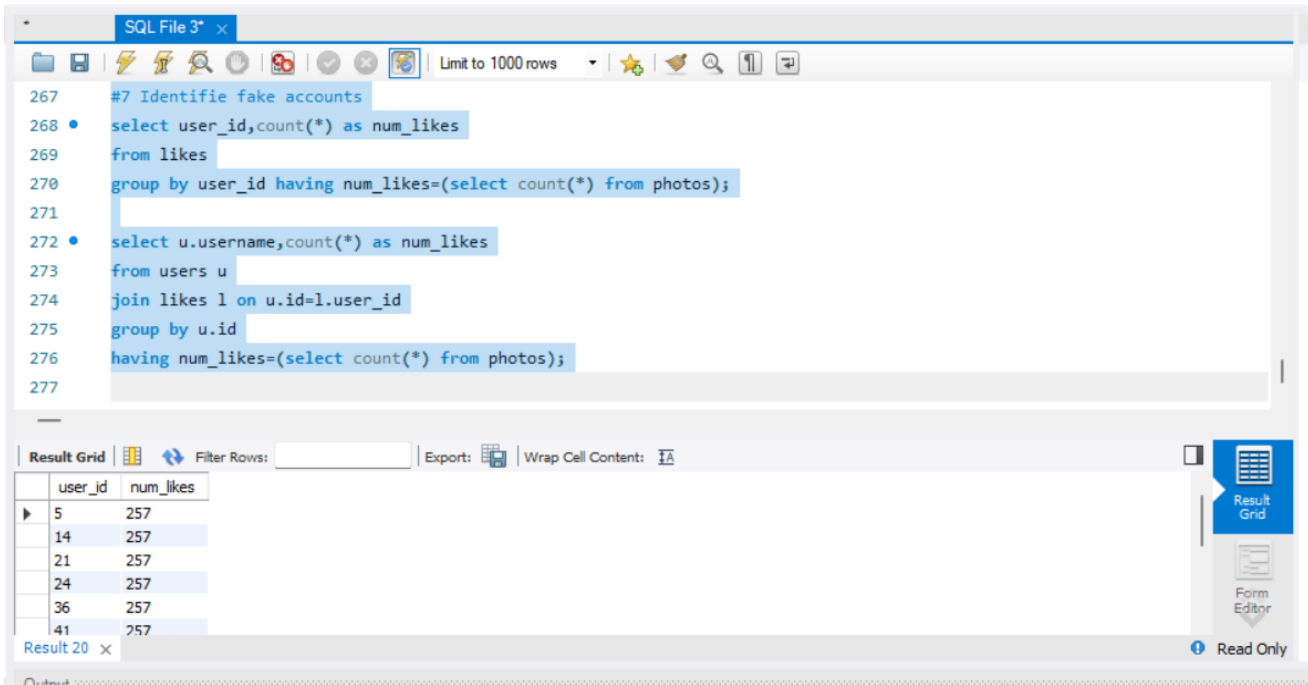 SQL File 3*
Limit to 1000 rows
267 #7 Identifie fake accounts
268 select user_id,count(*) as num_likes
269 from likes
270 group by user_id having num_likes=(select count(*) from photos);
271
272 select u.username,count(*) as num_likes
273 from users u
274 join likes l on u.id=l.user_id
275 group by u.id
276 having num_likes=(select count(*) from photos);
277
Result Grid Filter Rows: Export: Wrap Cell Content:
user_id num_likes
5 257
14 257
21 257
24 257
36 257
41 257
Result Grid
Form Editor
Result 20 Read Only
Output